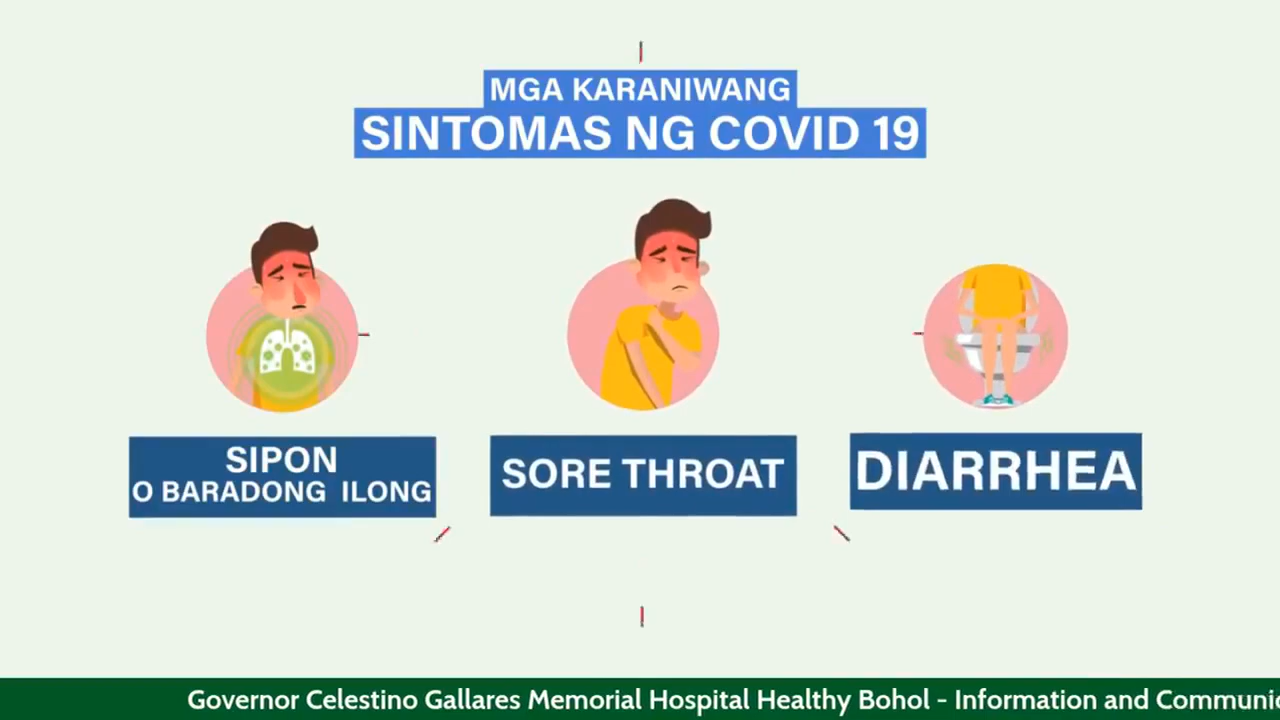 MGA KARANIWANG
SINTOMAS NG COVID 19
SIPON
O BARADONG ILONG
SORE THROAT
DIARRHEA
Governor Celestino Gallares Memorial Hospital Healthy Bohol - Information and